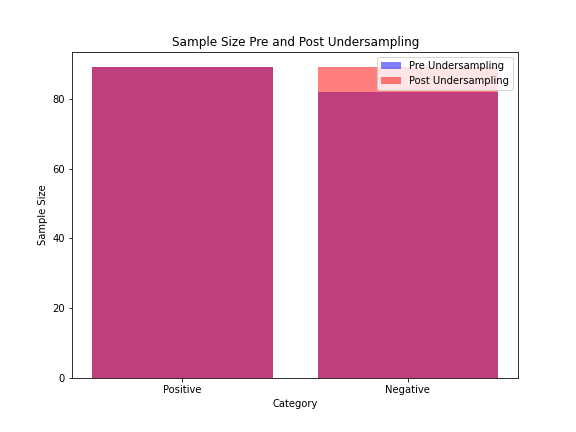 Sample Size Pre and Post Undersampling
Pre Undersampling
Post Undersampling
80
60
40
20
0
Sample Size
Positive
Negative
Category